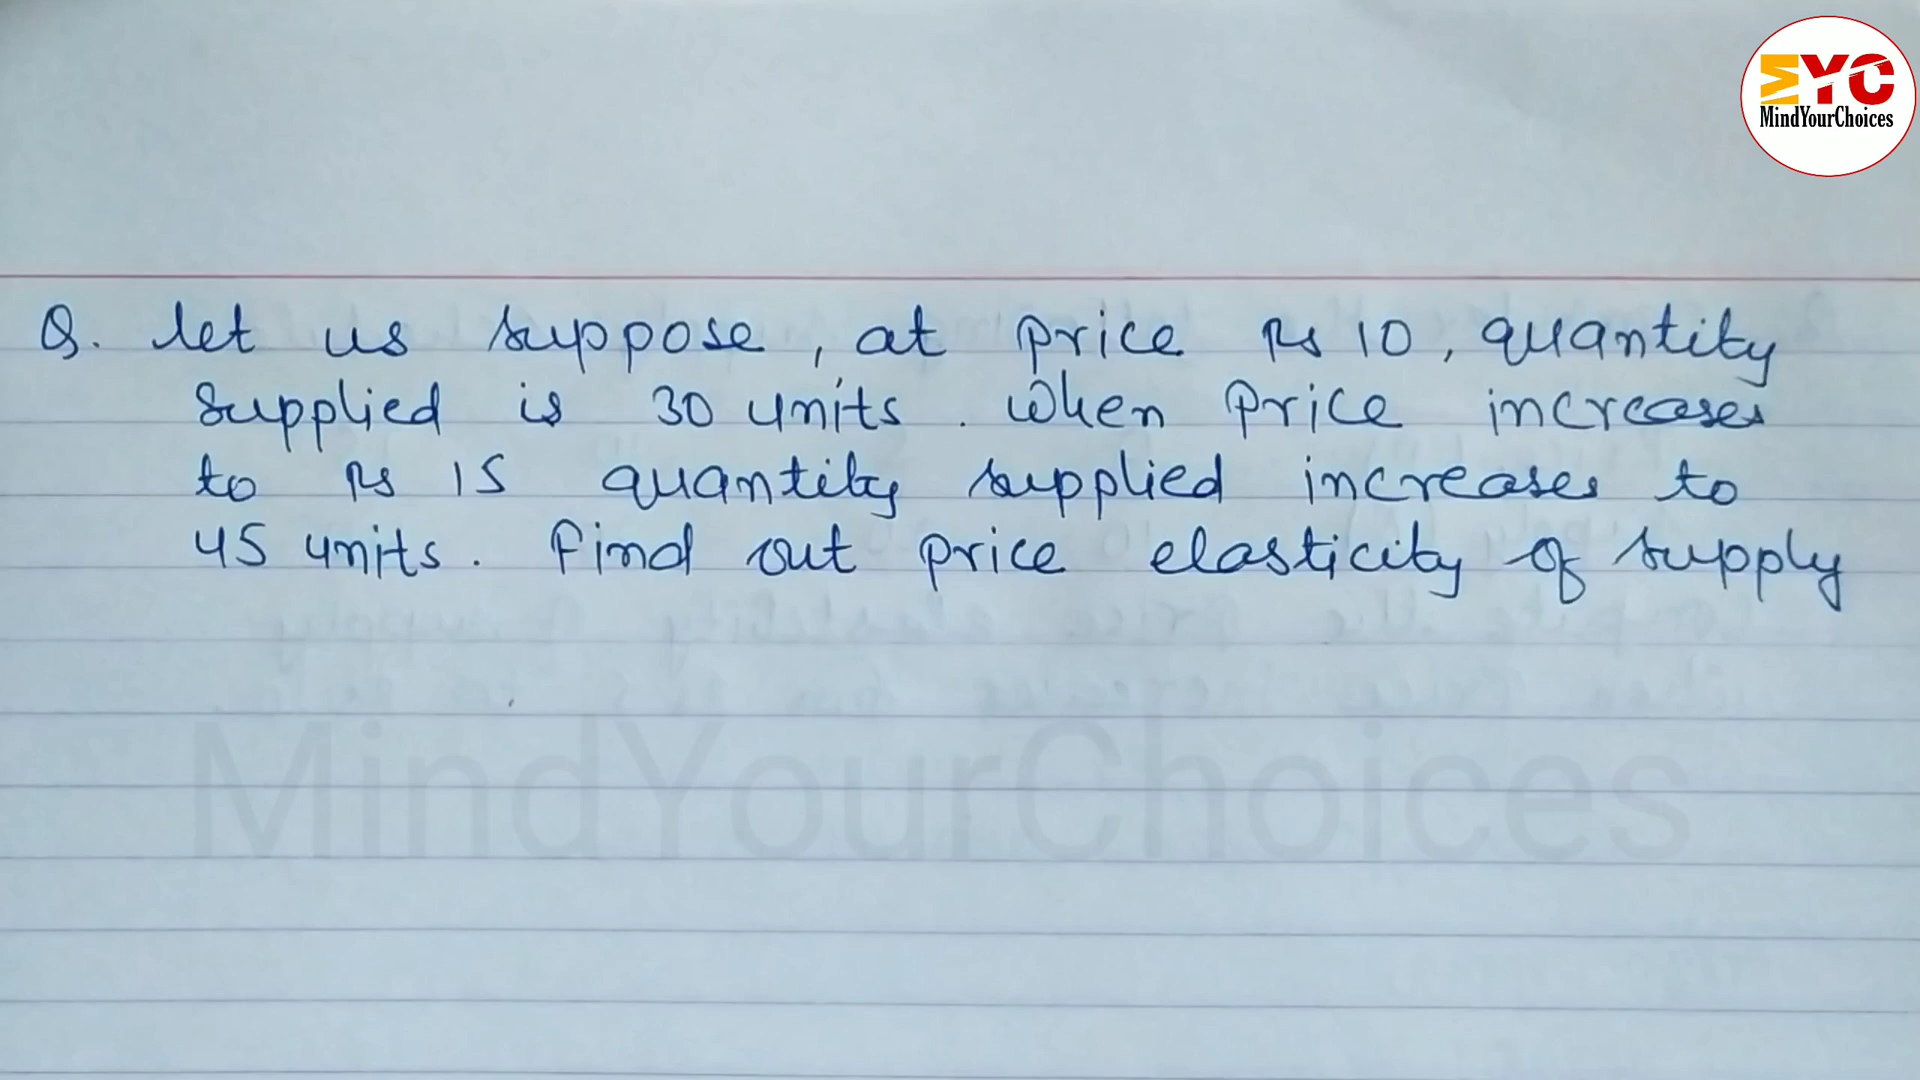 MYC
MindYourChoices
Q. let us suppose, at price Rs 10, quantity
supplied is 30 units. When price increases
to Rs 15 quantity supplied increases to
45 units. Find out price elasticity of supply
MindYourChoices